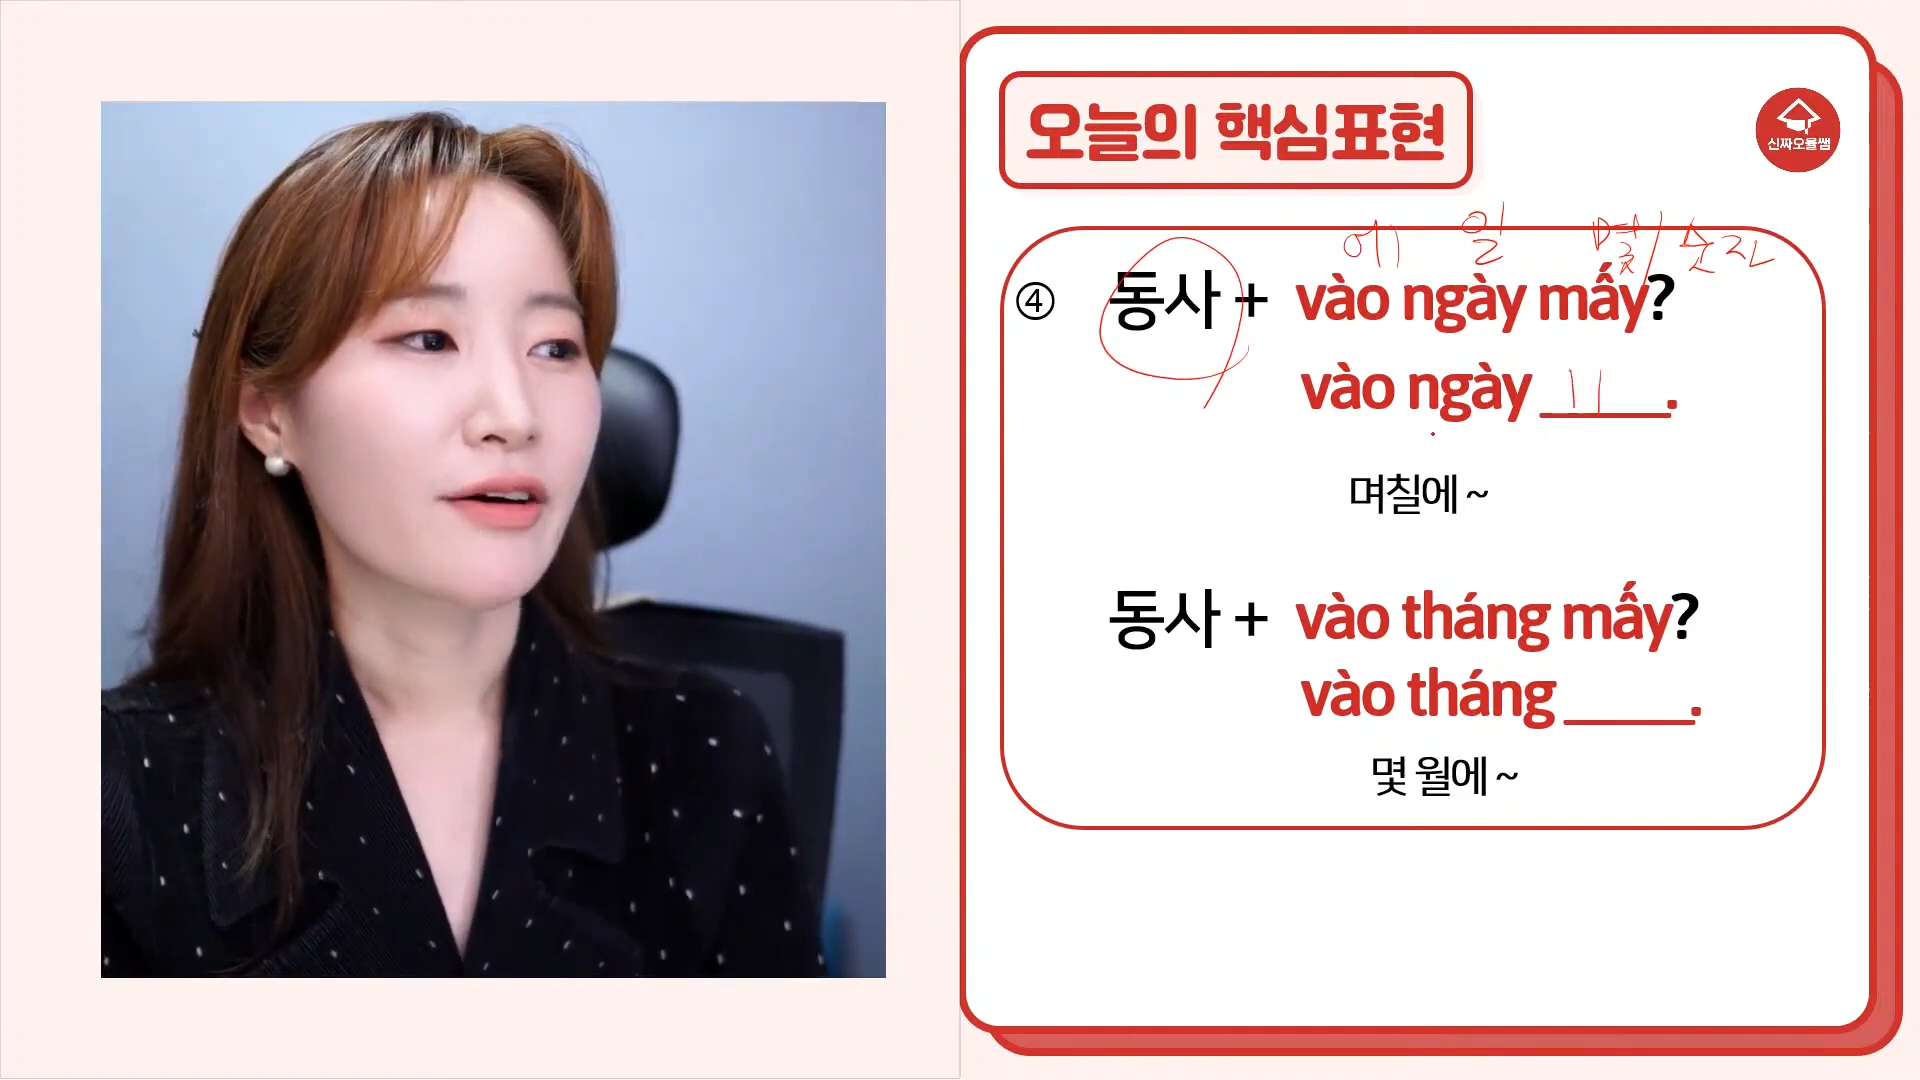 오늘의 핵심표현
신짜오율쌤
에 일 몇/숫자
④ 동사 + vào ngày mấy?
vào ngày 11.
며칠에 ~
동사 + vào tháng mấy?
vào tháng ____.
몇 월에 ~